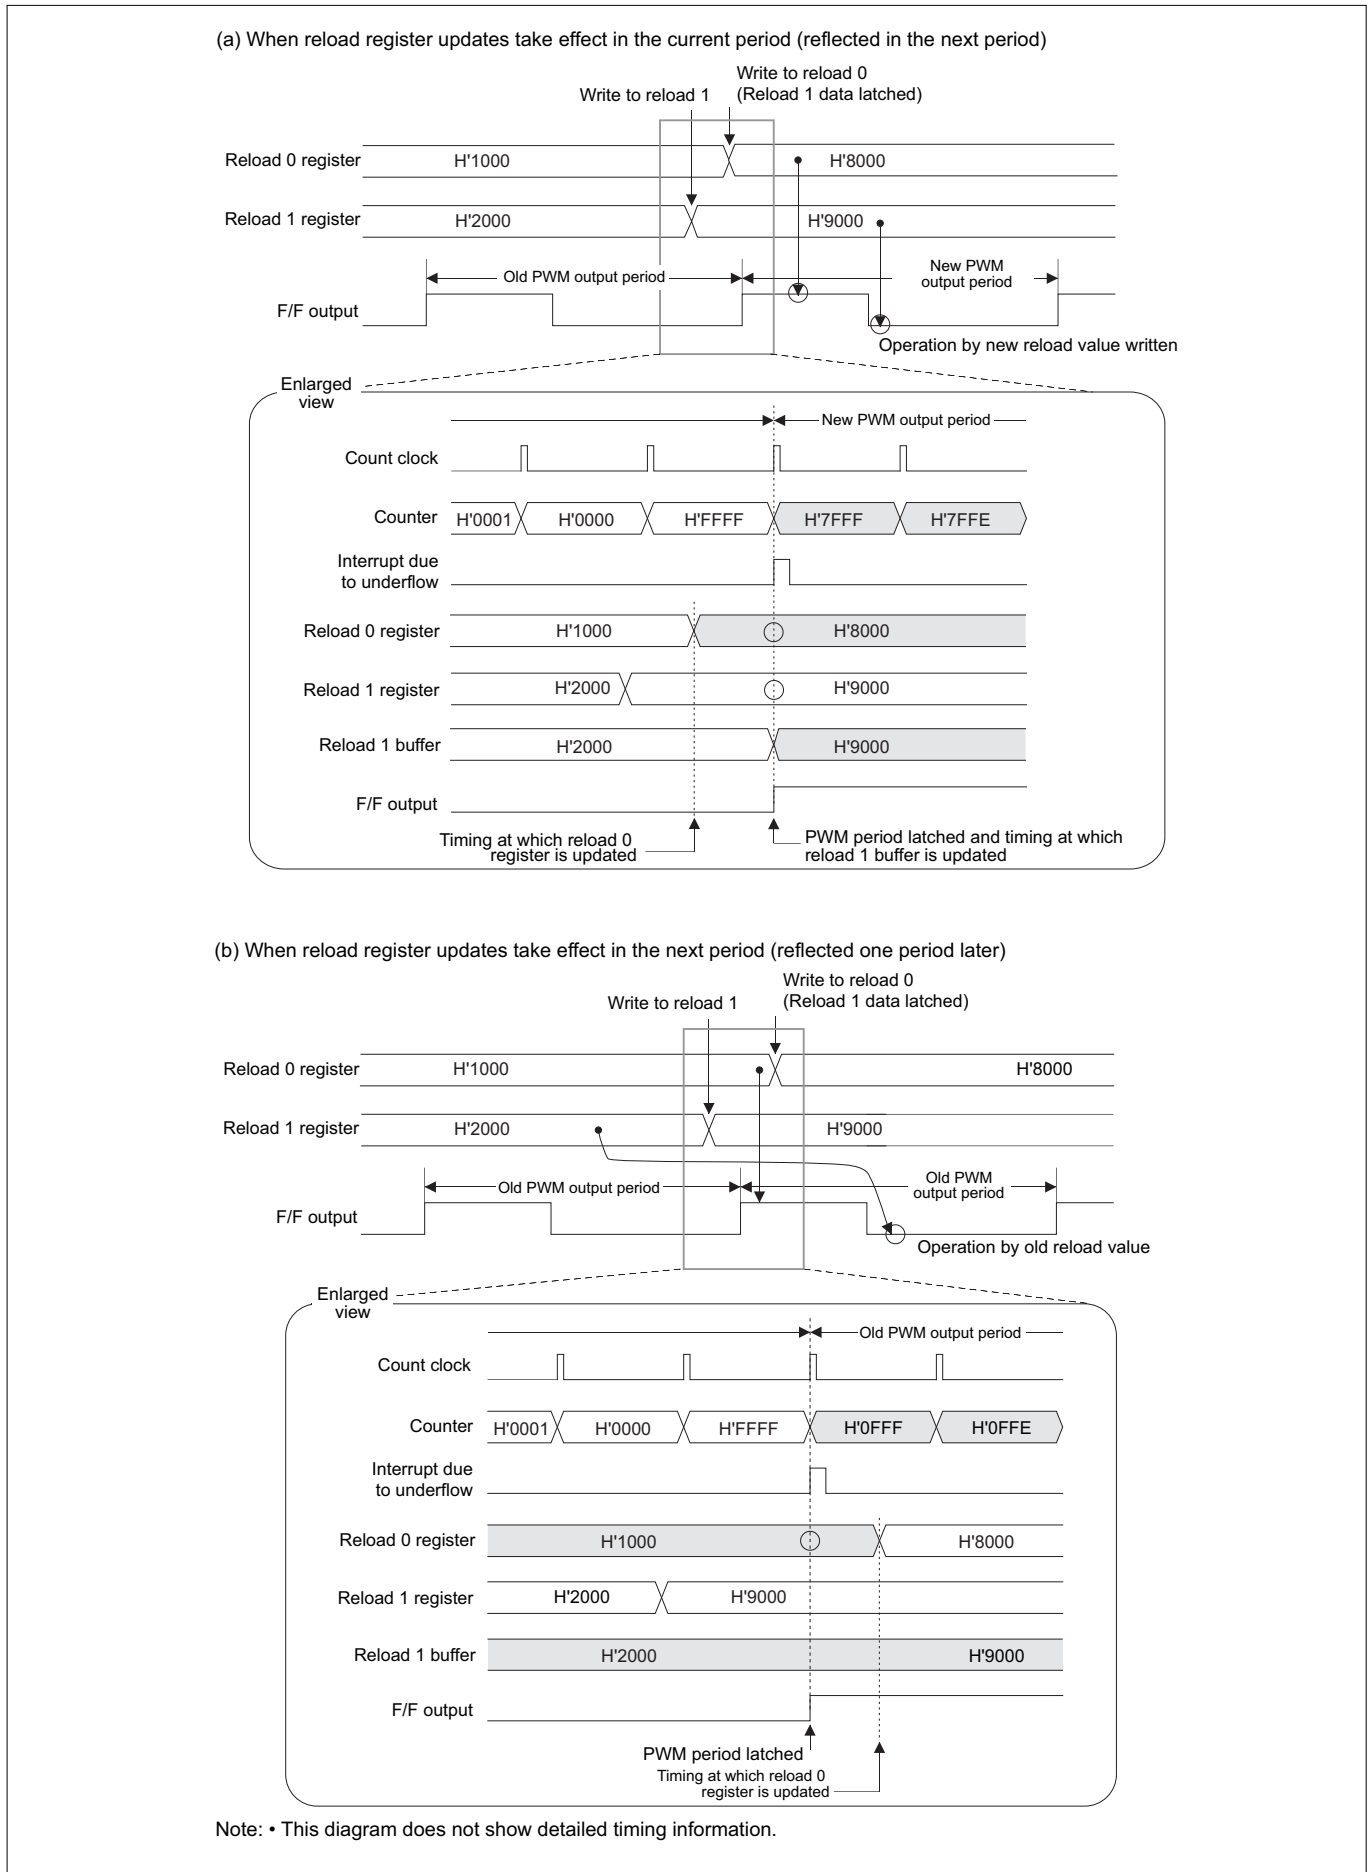 (a) When reload register updates take effect in the current period (reflected in the next period)
Write to reload 0
(Reload 1 data latched)
Write to reload 1
Reload 0 register
H'1000
H'8000
Reload 1 register
H'2000
H'9000
Old PWM output period
New PWM
output period
F/F output
Operation by new reload value written
Enlarged
view
New PWM output period
Count clock
Counter
H'0001
H'0000
H'FFFF
H'7FFF
H'7FFE
Interrupt due
to underflow
Reload 0 register
H'1000
H'8000
Reload 1 register
H'2000
H'9000
Reload 1 buffer
H'2000
H'9000
F/F output
Timing at which reload 0
register is updated
PWM period latched and timing at which
reload 1 buffer is updated
(b) When reload register updates take effect in the next period (reflected one period later)
Write to reload 0
(Reload 1 data latched)
Write to reload 1
Reload 0 register
H'1000
H'8000
Reload 1 register
H'2000
H'9000
Old PWM output period
Old PWM
output period
F/F output
Operation by old reload value
Enlarged
view
Old PWM output period
Count clock
Counter
H'0001
H'0000
H'FFFF
H'0FFF
H'0FFE
Interrupt due
to underflow
Reload 0 register
H'1000
H'8000
Reload 1 register
H'2000
H'9000
Reload 1 buffer
H'2000
H'9000
F/F output
PWM period latched
Timing at which reload 0
register is updated
Note: • This diagram does not show detailed timing information.